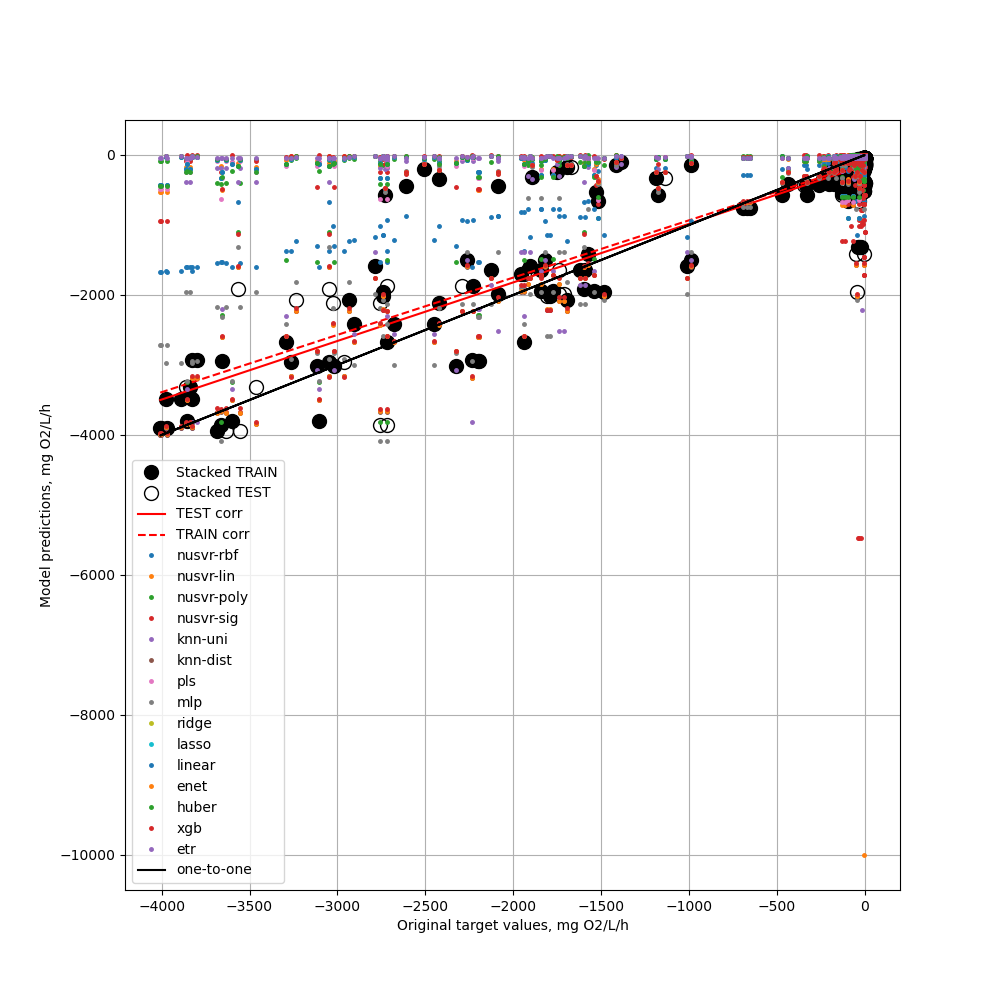 0
−2000
−4000
−6000
−8000
−10000
Model predictions, mg O2/L/h
Stacked TRAIN
Stacked TEST
TEST corr
TRAIN corr
nusvr-rbf
nusvr-lin
nusvr-poly
nusvr-sig
knn-uni
knn-dist
pls
mlp
ridge
lasso
linear
enet
huber
xgb
etr
one-to-one
−4000 −3500 −3000 −2500 −2000 −1500 −1000 −500 0
Original target values, mg O2/L/h